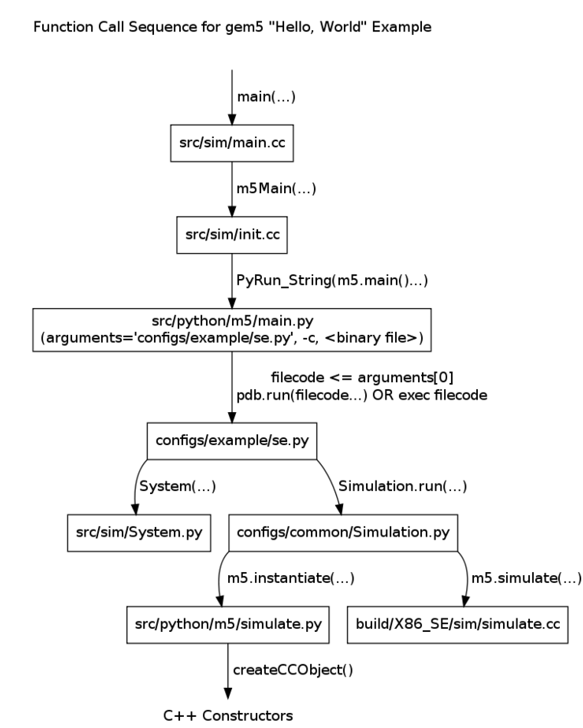 Function Call Sequence for gem5 "Hello, World" Example
main(...)
src/sim/main.cc
m5Main(...)
src/sim/init.cc
PyRun_String(m5.main()...)
src/python/m5/main.py
(arguments='configs/example/se.py', -c, <binary file>)
filecode <= arguments[0]
pdb.run(filecode...) OR exec filecode
configs/example/se.py
System(...)
Simulation.run(...)
src/sim/System.py
configs/common/Simulation.py
m5.instantiate(...)
m5.simulate(...)
src/python/m5/simulate.py
build/X86_SE/sim/simulate.cc
createCCObject()
C++ Constructors